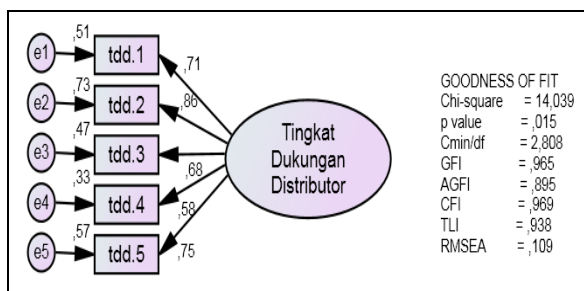 ,51
e1
tdd.1
,71
,73
e2
tdd.2
,86
,47
e3
tdd.3
,68
,33
e4
tdd.4
,58
,57
e5
tdd.5
,75
Tingkat
Dukungan
Distributor
GOODNESS OF FIT
Chi-square = 14,039
p value = ,015
Cmin/df = 2,808
GFI = ,965
AGFI = ,895
CFI = ,969
TLI = ,938
RMSEA = ,109